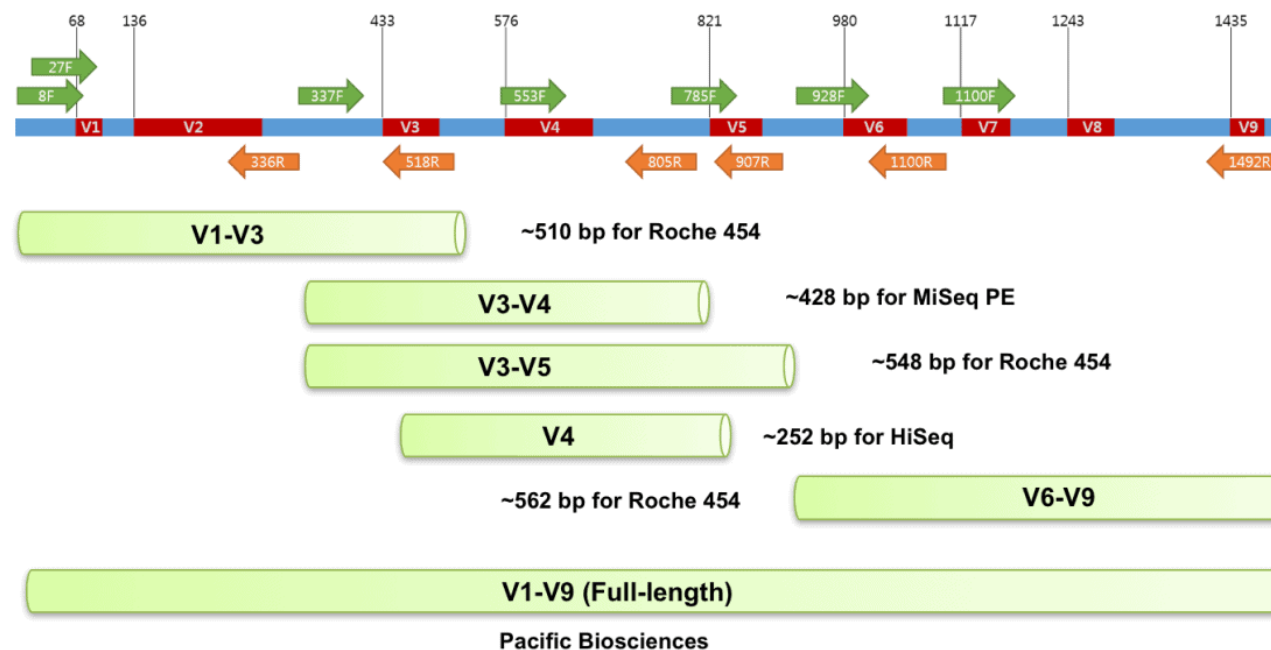 68 136 433 576 821 980 1117 1243 1435
27F
8F 337F 553F 785F 928F 1100F
V1 V2 V3 V4 V5 V6 V7 V8 V9
336R 518R 805R 907R 1100R 1492R
V1-V3 ~510 bp for Roche 454
V3-V4 ~428 bp for MiSeq PE
V3-V5 ~548 bp for Roche 454
V4 ~252 bp for HiSeq
~562 bp for Roche 454 V6-V9
V1-V9 (Full-length)
Pacific Biosciences